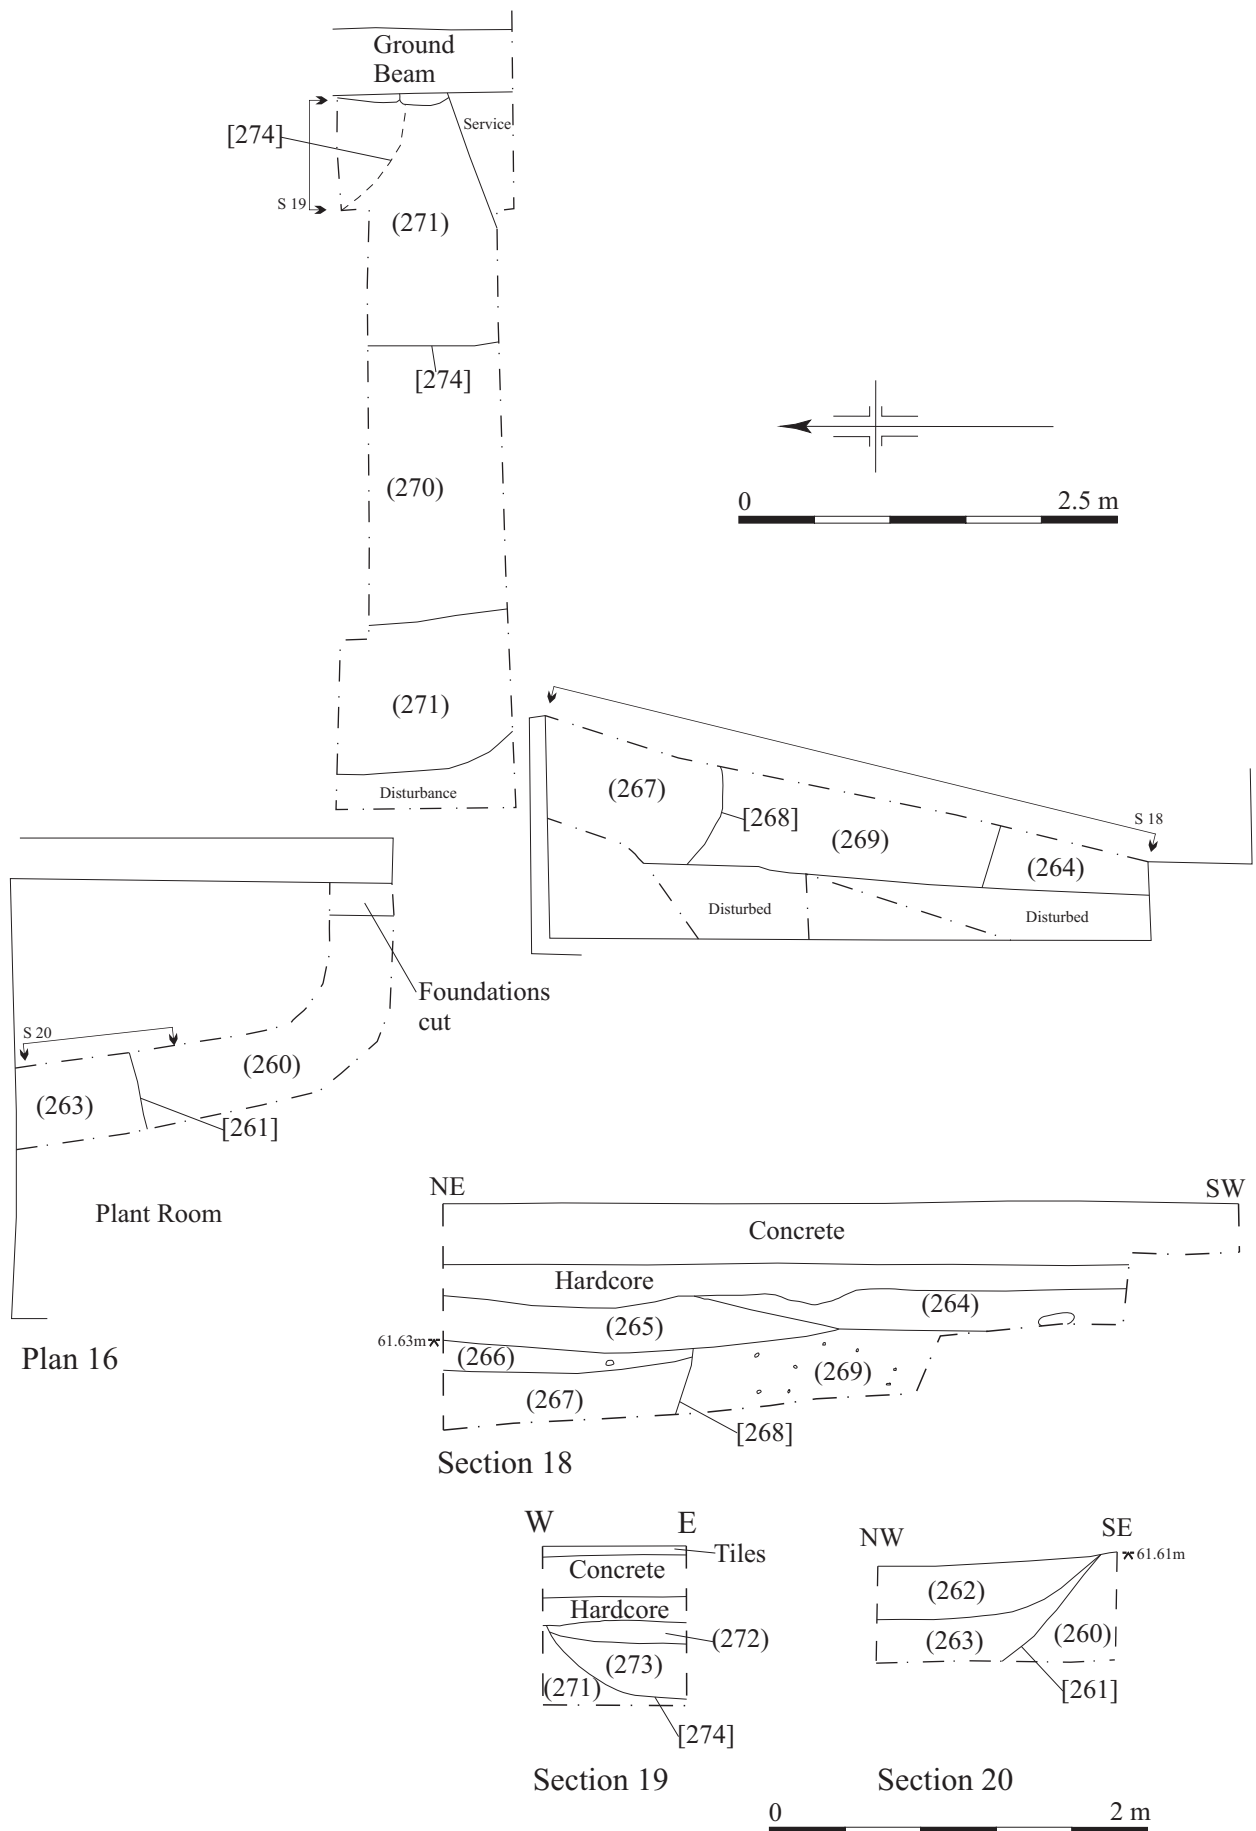 Ground
Beam
Service
[274]
S 19
(271)
[274]
(270)
0 2.5 m
(271)
Disturbance
(267)
[268]
S 18
(269)
(264)
Disturbed
Disturbed
Foundations
cut
S 20
(260)
(263)
[261]
Plant Room
Plan 16
NE SW
Concrete
Hardcore
(264)
(265)
61.63m
(266)
(269)
(267)
[268]
Section 18
W E
Tiles
Concrete
Hardcore
(272)
(273)
(271)
[274]
Section 19
NW SE
61.61m
(262)
(263)
(260)
[261]
Section 20
0 2 m